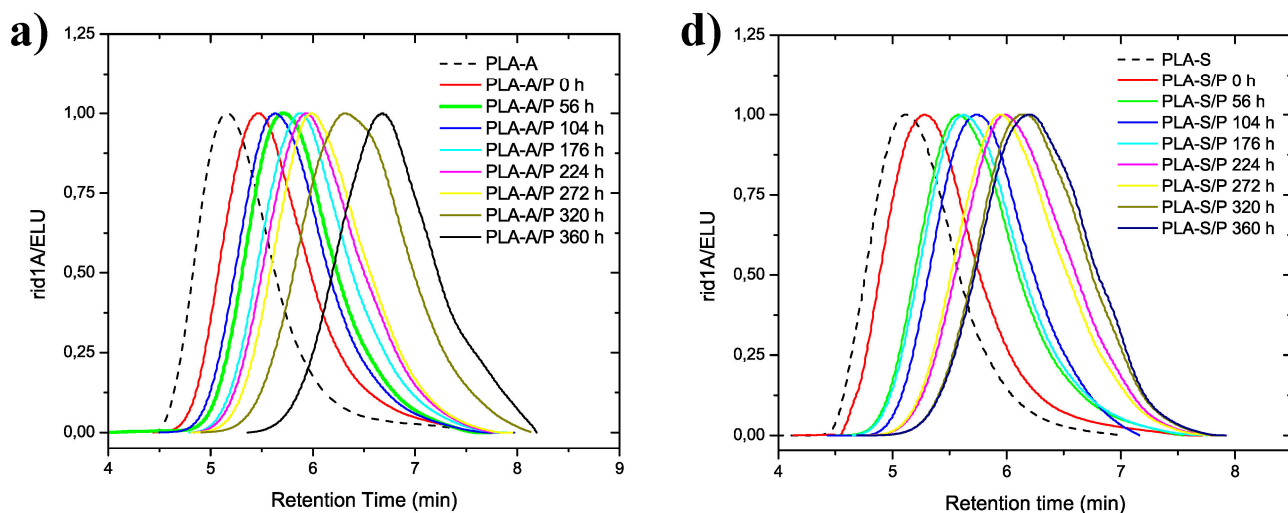 a)
1,25
1,00
0,75
0,50
0,25
0,00
rid1A/ELU
4 5 6 7 8 9
Retention Time (min)
PLA-A
PLA-A/P 0 h
PLA-A/P 56 h
PLA-A/P 104 h
PLA-A/P 176 h
PLA-A/P 224 h
PLA-A/P 272 h
PLA-A/P 320 h
PLA-A/P 360 h
d)
1,25
1,00
0,75
0,50
0,25
0,00
rid1A/ELU
4 5 6 7 8
Retention time (min)
PLA-S
PLA-S/P 0 h
PLA-S/P 56 h
PLA-S/P 104 h
PLA-S/P 176 h
PLA-S/P 224 h
PLA-S/P 272 h
PLA-S/P 320 h
PLA-S/P 360 h